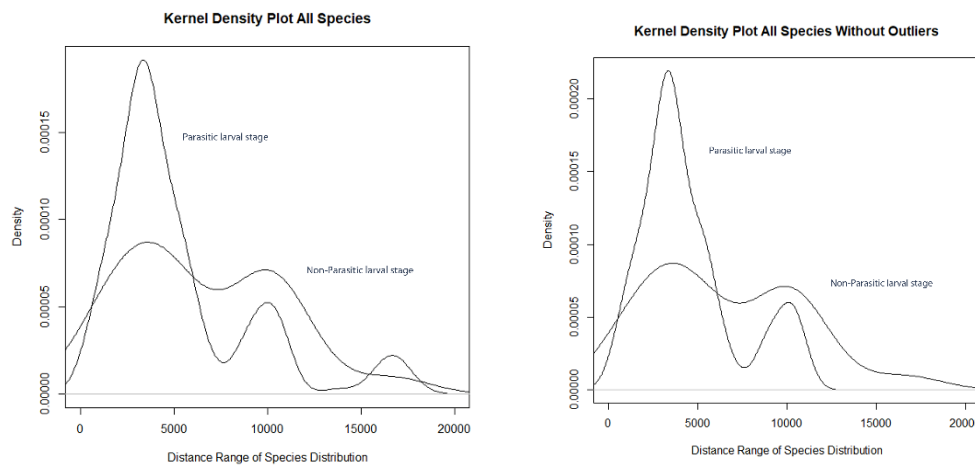 Kernel Density Plot All Species
Density
0.00000
0.00005
0.00010
0.00015
Parasitic larval stage
Non-Parasitic larval stage
0 5000 10000 15000 20000
Distance Range of Species Distribution
Kernel Density Plot All Species Without Outliers
Density
0.00000
0.00005
0.00010
0.00015
0.00020
Parasitic larval stage
Non-Parasitic larval stage
0 5000 10000 15000 20000
Distance Range of Species Distribution